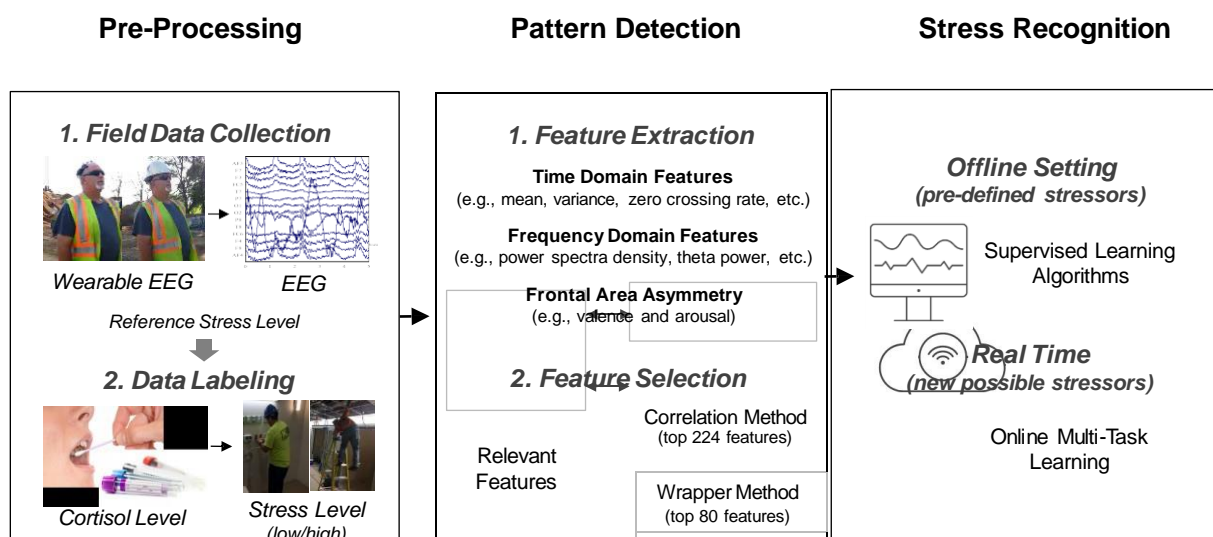 Pre-Processing
Pattern Detection
Stress Recognition
1. Field Data Collection
Wearable EEG
EEG
Reference Stress Level
2. Data Labeling
Cortisol Level
Stress Level
(low/high)
1. Feature Extraction
Time Domain Features
(e.g., mean, variance, zero crossing rate, etc.)
Frequency Domain Features
(e.g., power spectra density, theta power, etc.)
Frontal Area Asymmetry
(e.g., valence and arousal)
2. Feature Selection
Correlation Method
(top 224 features)
Relevant
Features
Wrapper Method
(top 80 features)
Offline Setting
(pre-defined stressors)
Supervised Learning
Algorithms
Real Time
(new possible stressors)
Online Multi-Task
Learning